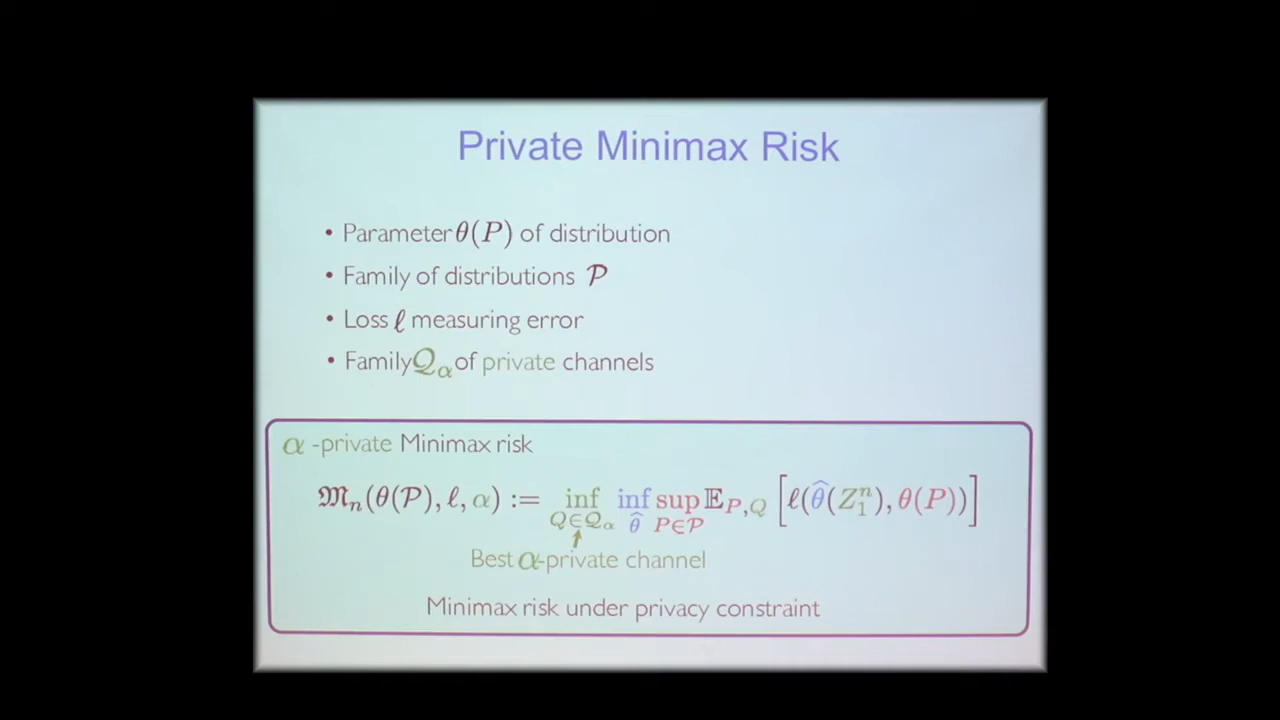 Private Minimax Risk
• Parameter θ(P) of distribution
• Family of distributions 𝒫
• Loss ℓ measuring error
• Family 𝒬_α of private channels
α -private Minimax risk
𝔐_n(θ(𝒫), ℓ, α) := inf_{Q∈𝒬_α} inf_{θ̂} sup_{P∈𝒫} 𝔼_{P,Q} [ℓ(θ̂(Z_1^n), θ(P))]
Best α-private channel
Minimax risk under privacy constraint